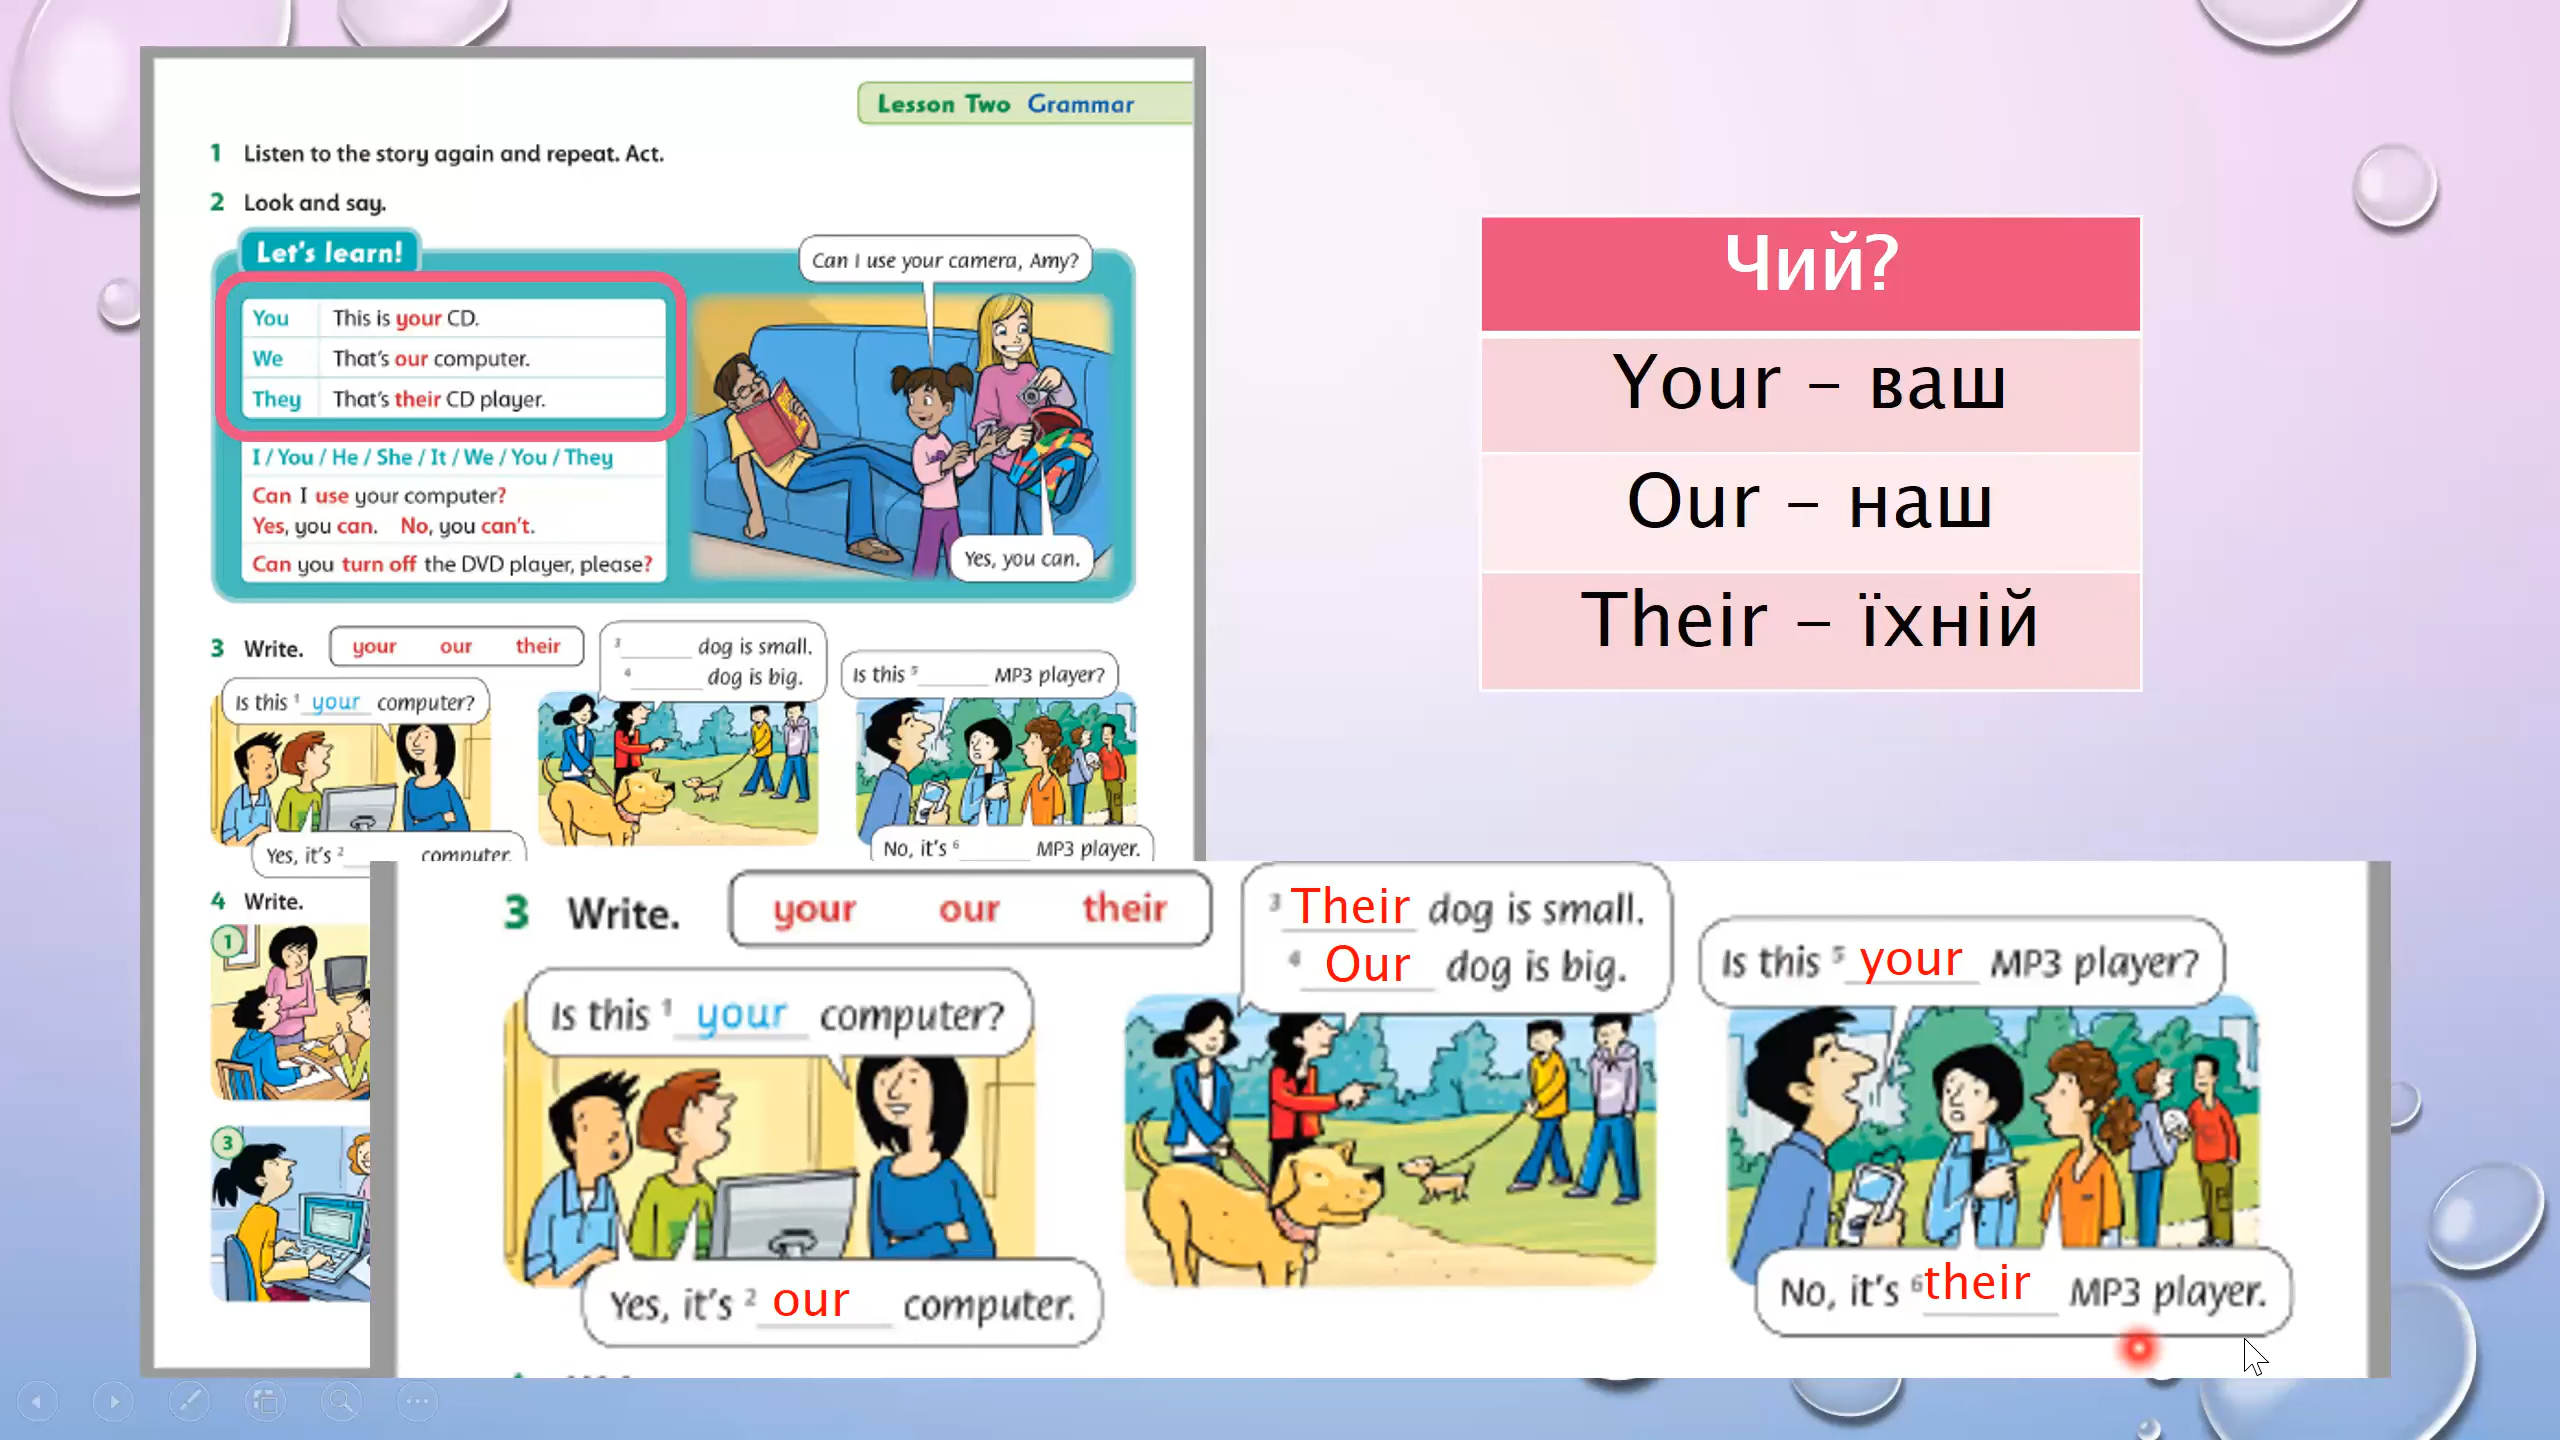 Lesson Two Grammar
1 Listen to the story again and repeat. Act.
2 Look and say.
Let's learn!
You This is your CD.
We That's our computer.
They That's their CD player.
I / You / He / She / It / We / You / They
Can I use your computer?
Yes, you can. No, you can't.
Can you turn off the DVD player, please?
Can I use your camera, Amy?
Yes, you can.
3 Write. your our their
Is this 1 your computer?
Yes, it's 2 computer.
3 dog is small.
4 dog is big.
Is this 5 MP3 player?
No, it's 6 MP3 player.
4 Write.
1
3
Чий?
Your – ваш
Our – наш
Their – їхній
3 Write. your our their
Is this 1 your computer?
Yes, it's 2 our computer.
3 Their dog is small.
4 Our dog is big.
Is this 5 your MP3 player?
No, it's 6 their MP3 player.